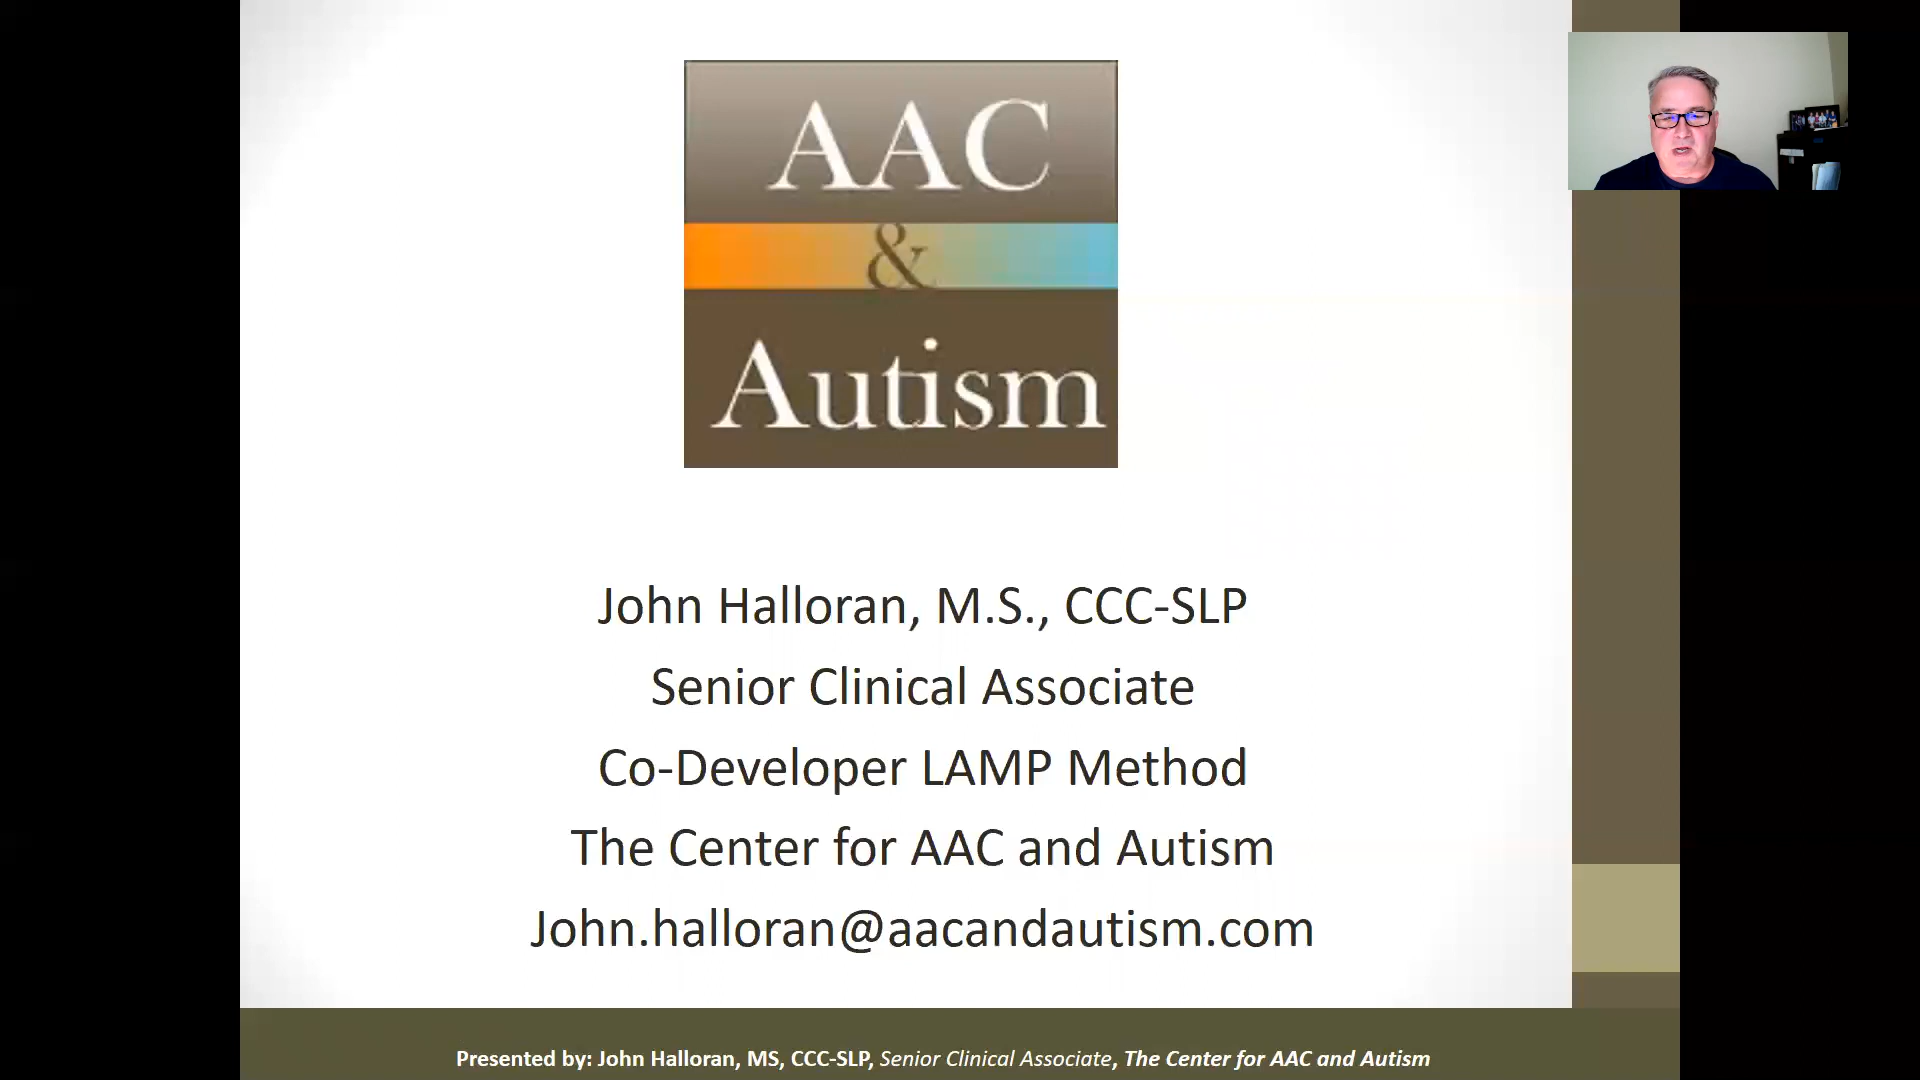 AAC
&
Autism
John Halloran, M.S., CCC-SLP
Senior Clinical Associate
Co-Developer LAMP Method
The Center for AAC and Autism
John.halloran@aacandautism.com
Presented by: John Halloran, MS, CCC-SLP, Senior Clinical Associate, The Center for AAC and Autism